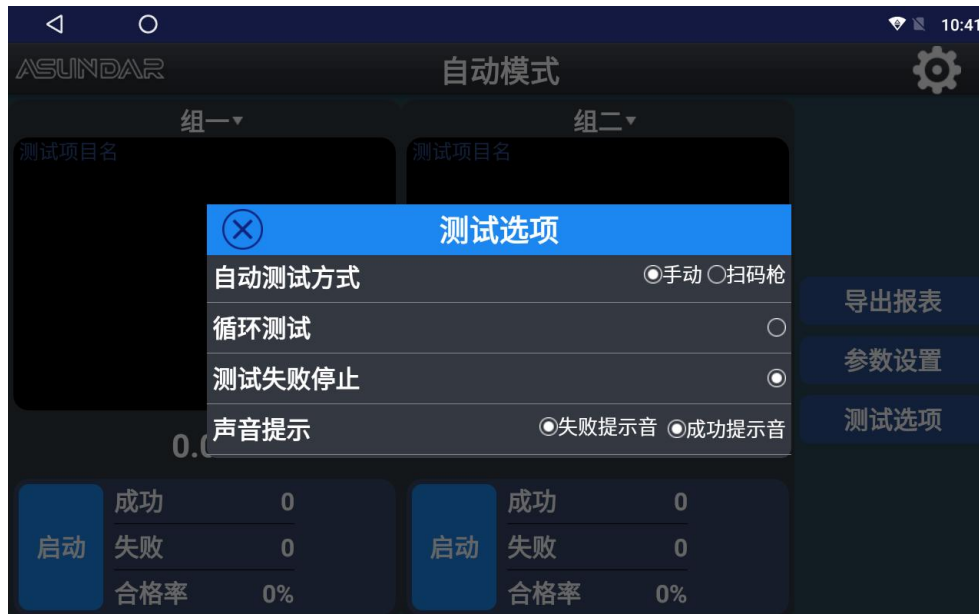 10:41
ASUNDAR 自动模式
组一▾ 组二▾
测试项目名 测试项目名
测试选项
自动测试方式 手动 扫码枪
循环测试
测试失败停止
声音提示 失败提示音 成功提示音
导出报表
参数设置
测试选项
0.
启动 成功 0 启动 成功 0
失败 0 失败 0
合格率 0% 合格率 0%